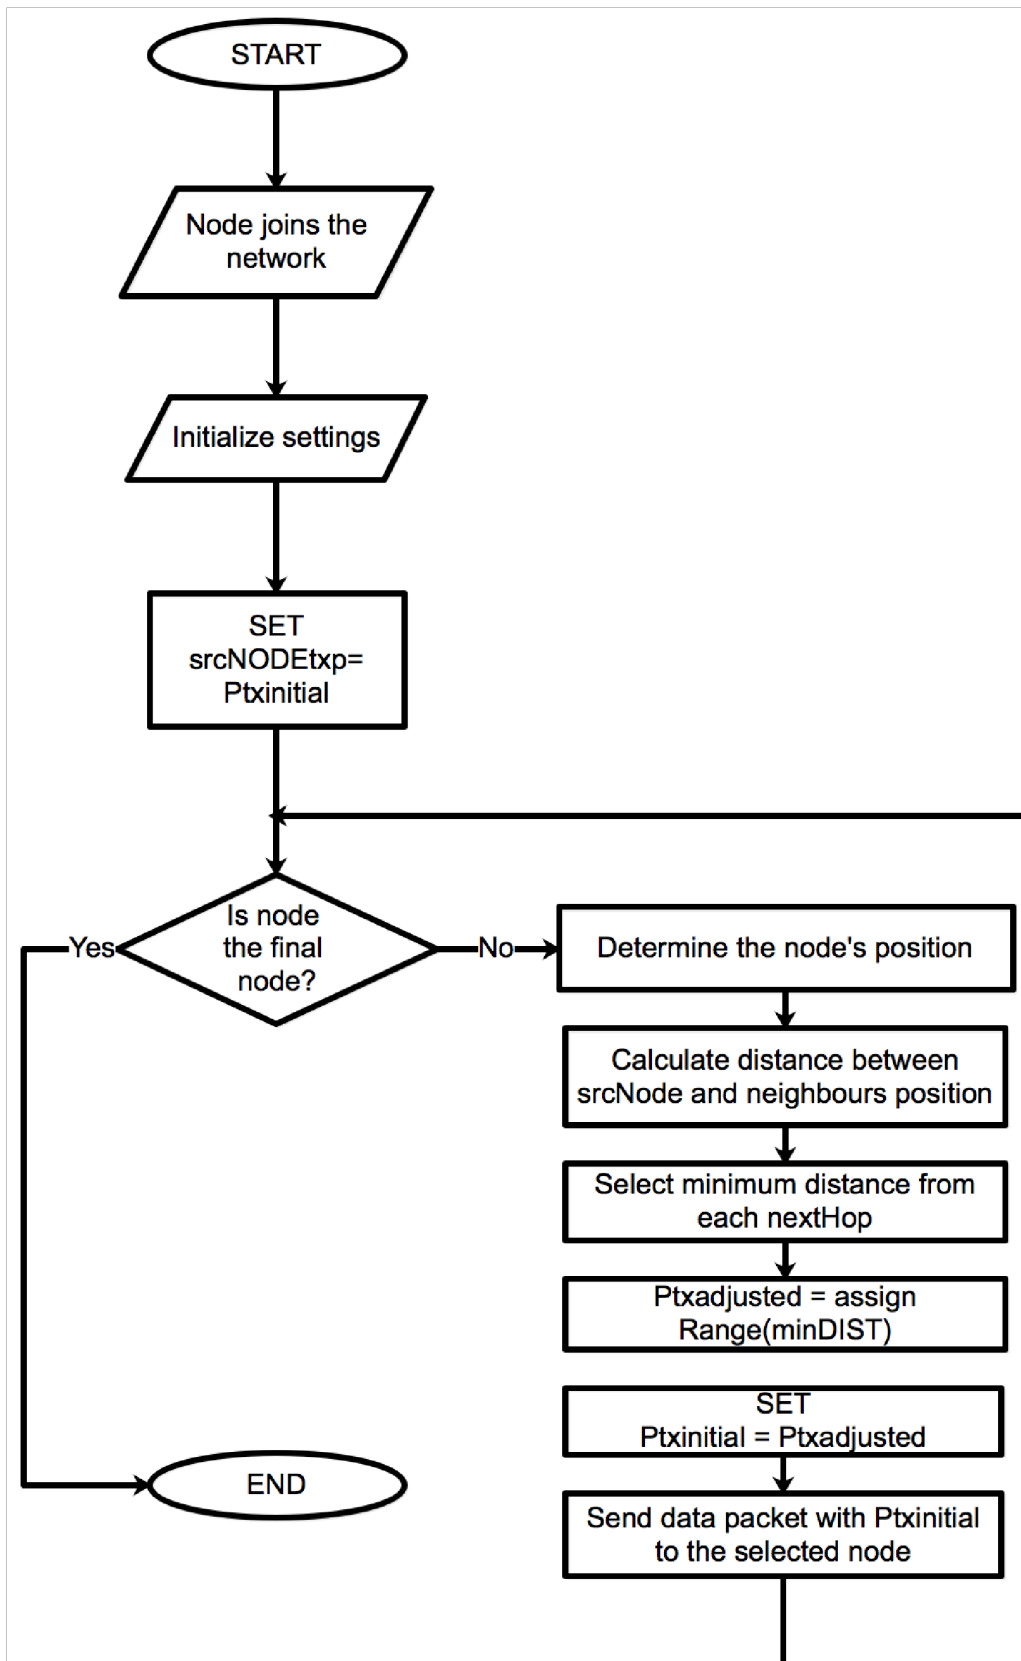 START
Node joins the
network
Initialize settings
SET
srcNODEtxp=
Ptxinitial
Is node
the final
node?
Yes
No
Determine the node's position
Calculate distance between
srcNode and neighbours position
Select minimum distance from
each nextHop
Ptxadjusted = assign
Range(minDIST)
SET
Ptxinitial = Ptxadjusted
Send data packet with Ptxinitial
to the selected node
END